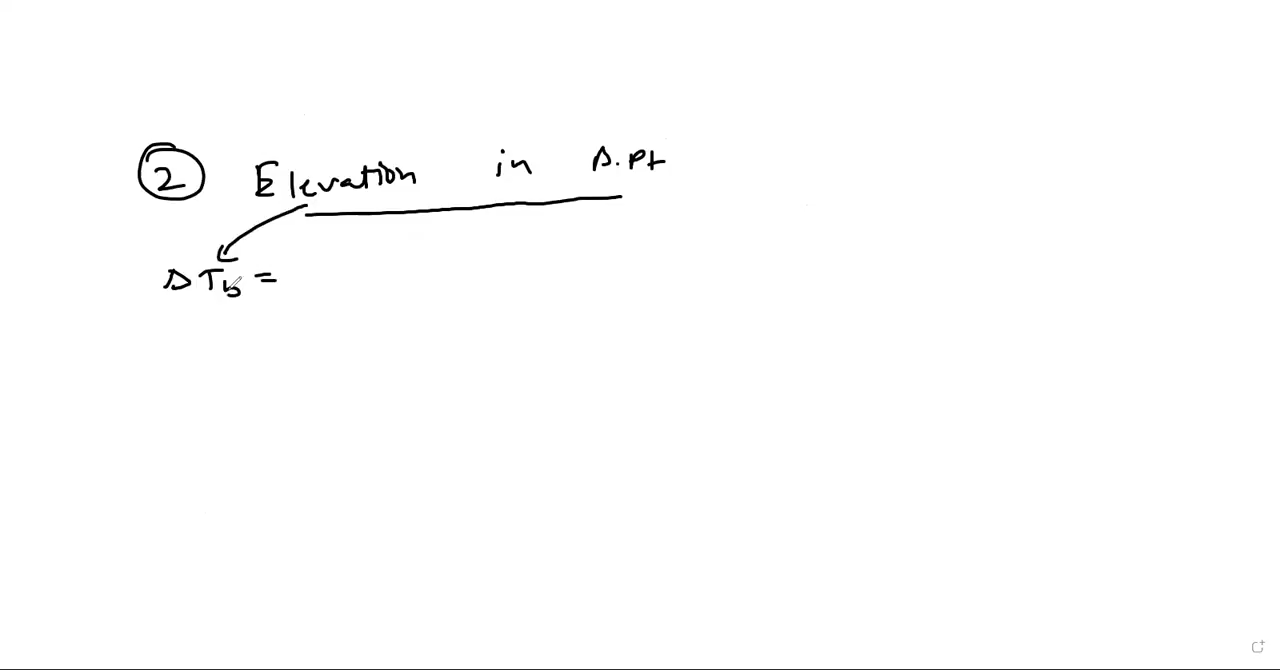 ② Elevation in B.Pt
ΔTb =